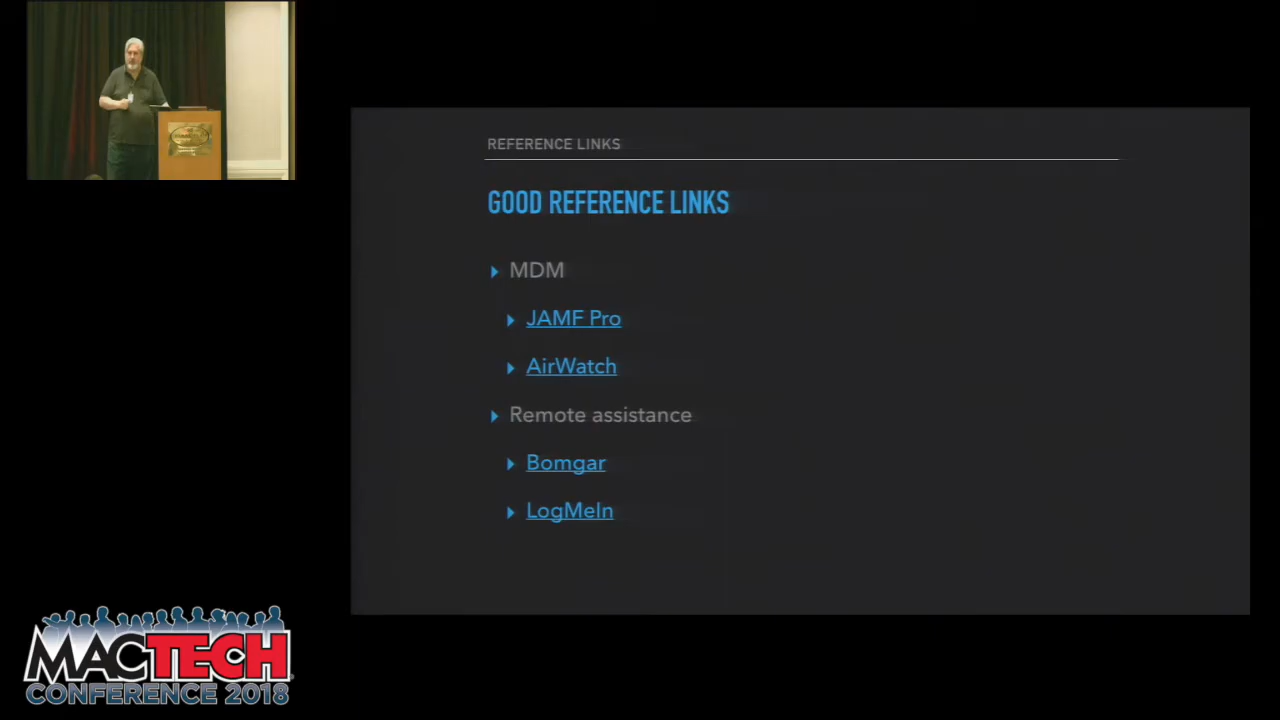 REFERENCE LINKS
GOOD REFERENCE LINKS
MDM
JAMF Pro
AirWatch
Remote assistance
Bomgar
LogMeIn
MACTECH
CONFERENCE 2018